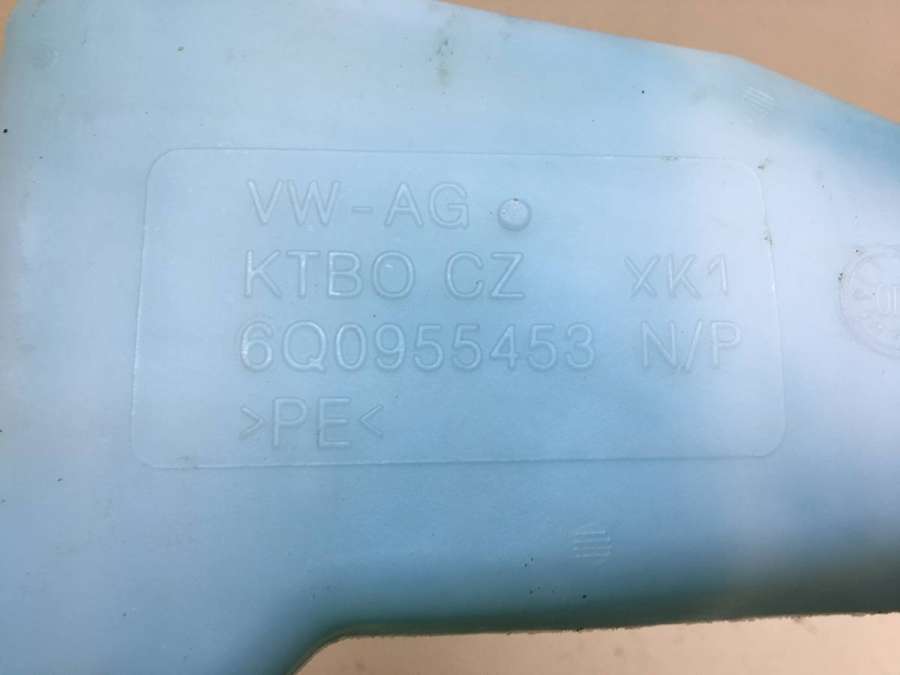 VW-AG
KTBO CZ XK1
6Q0955453 N/P
>PE<